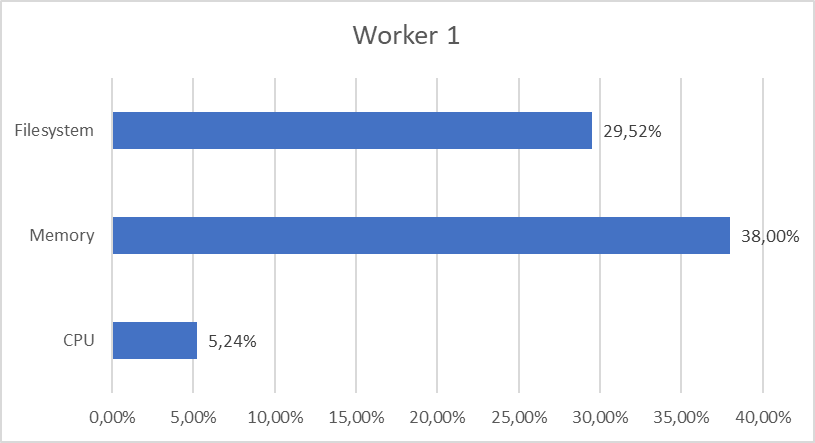 Worker 1
Filesystem
29,52%
Memory
38,00%
CPU
5,24%
0,00% 5,00% 10,00% 15,00% 20,00% 25,00% 30,00% 35,00% 40,00%